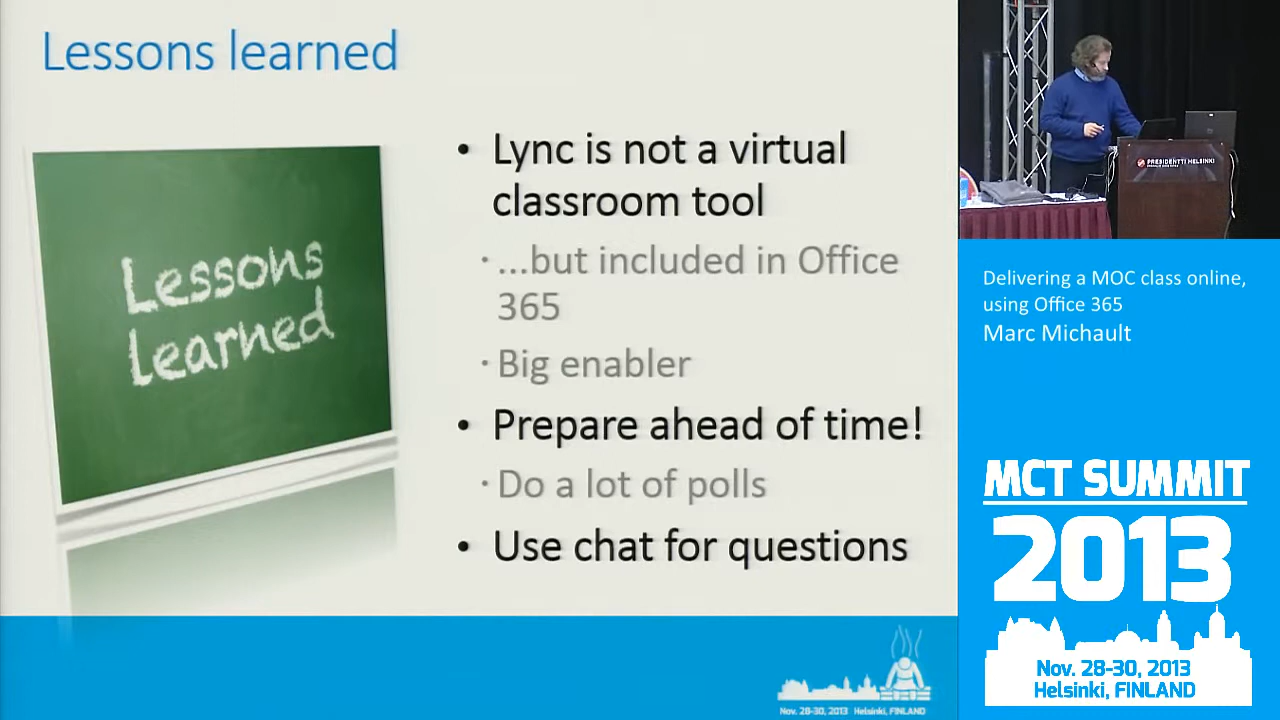 Lessons learned
Lessons
learned
• Lync is not a virtual
classroom tool
· ...but included in Office
365
· Big enabler
• Prepare ahead of time!
· Do a lot of polls
• Use chat for questions
Nov. 28-30, 2013 Helsinki, FINLAND
PRESIDENTTI HELSINKI
Delivering a MOC class online,
using Office 365
Marc Michault
MCT SUMMIT
2013
Nov. 28-30, 2013
Helsinki, FINLAND